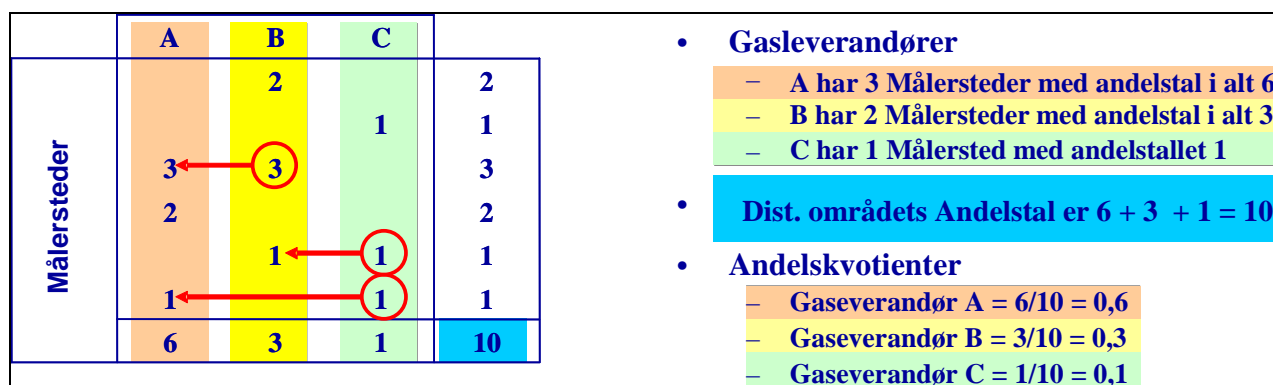 A B C
Målersteder
2 2
1 1
3 3 3
2 2
1 1 1
1 1 1
6 3 1 10
• Gasleverandører
– A har 3 Målersteder med andelstal i alt 6
– B har 2 Målersteder med andelstal i alt 3
– C har 1 Målersted med andelstallet 1
• Dist. områdets Andelstal er 6 + 3 + 1 = 10
• Andelskvotienter
– Gaseverandør A = 6/10 = 0,6
– Gaseverandør B = 3/10 = 0,3
– Gaseverandør C = 1/10 = 0,1